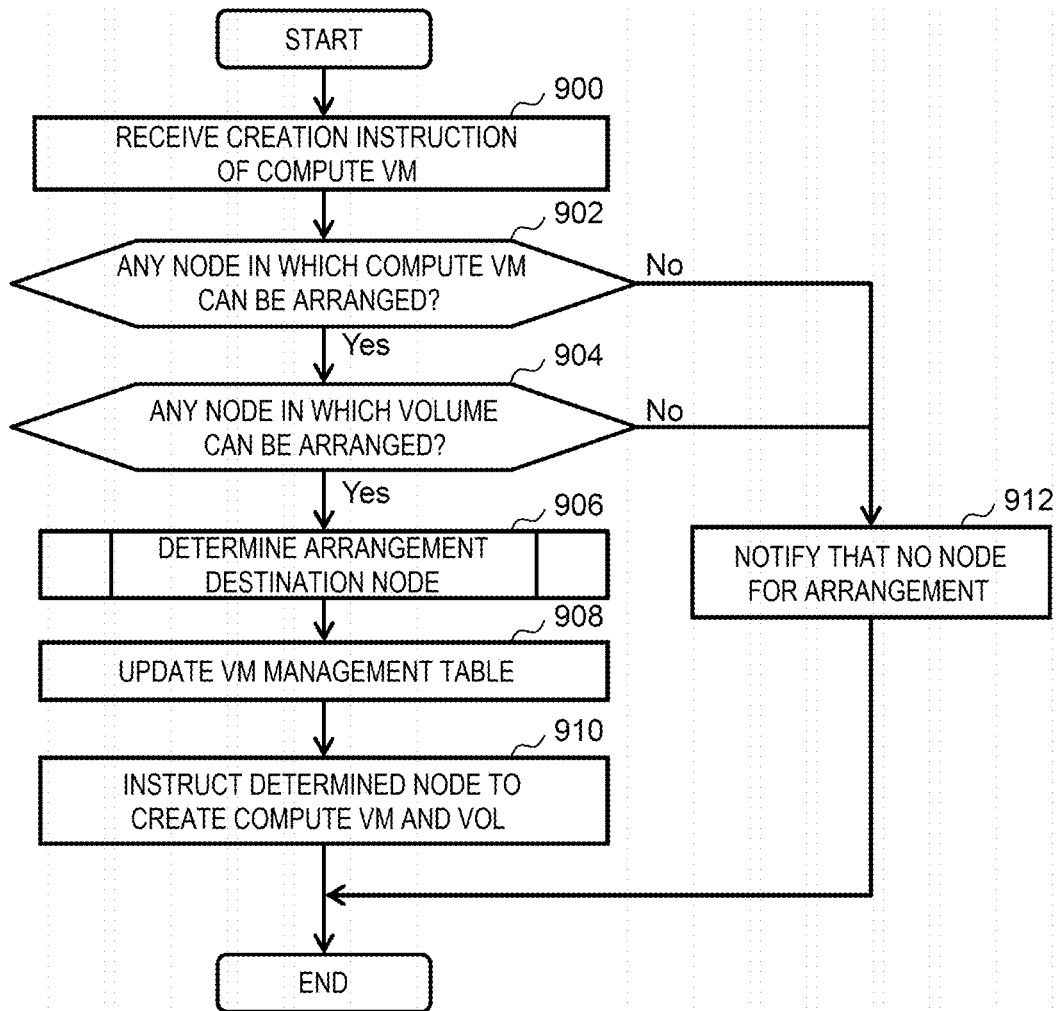 START
900
RECEIVE CREATION INSTRUCTION
OF COMPUTE VM
902
ANY NODE IN WHICH COMPUTE VM
CAN BE ARRANGED?
No
Yes
904
ANY NODE IN WHICH VOLUME
CAN BE ARRANGED?
No
Yes
906
DETERMINE ARRANGEMENT
DESTINATION NODE
912
NOTIFY THAT NO NODE
FOR ARRANGEMENT
908
UPDATE VM MANAGEMENT TABLE
910
INSTRUCT DETERMINED NODE TO
CREATE COMPUTE VM AND VOL
END